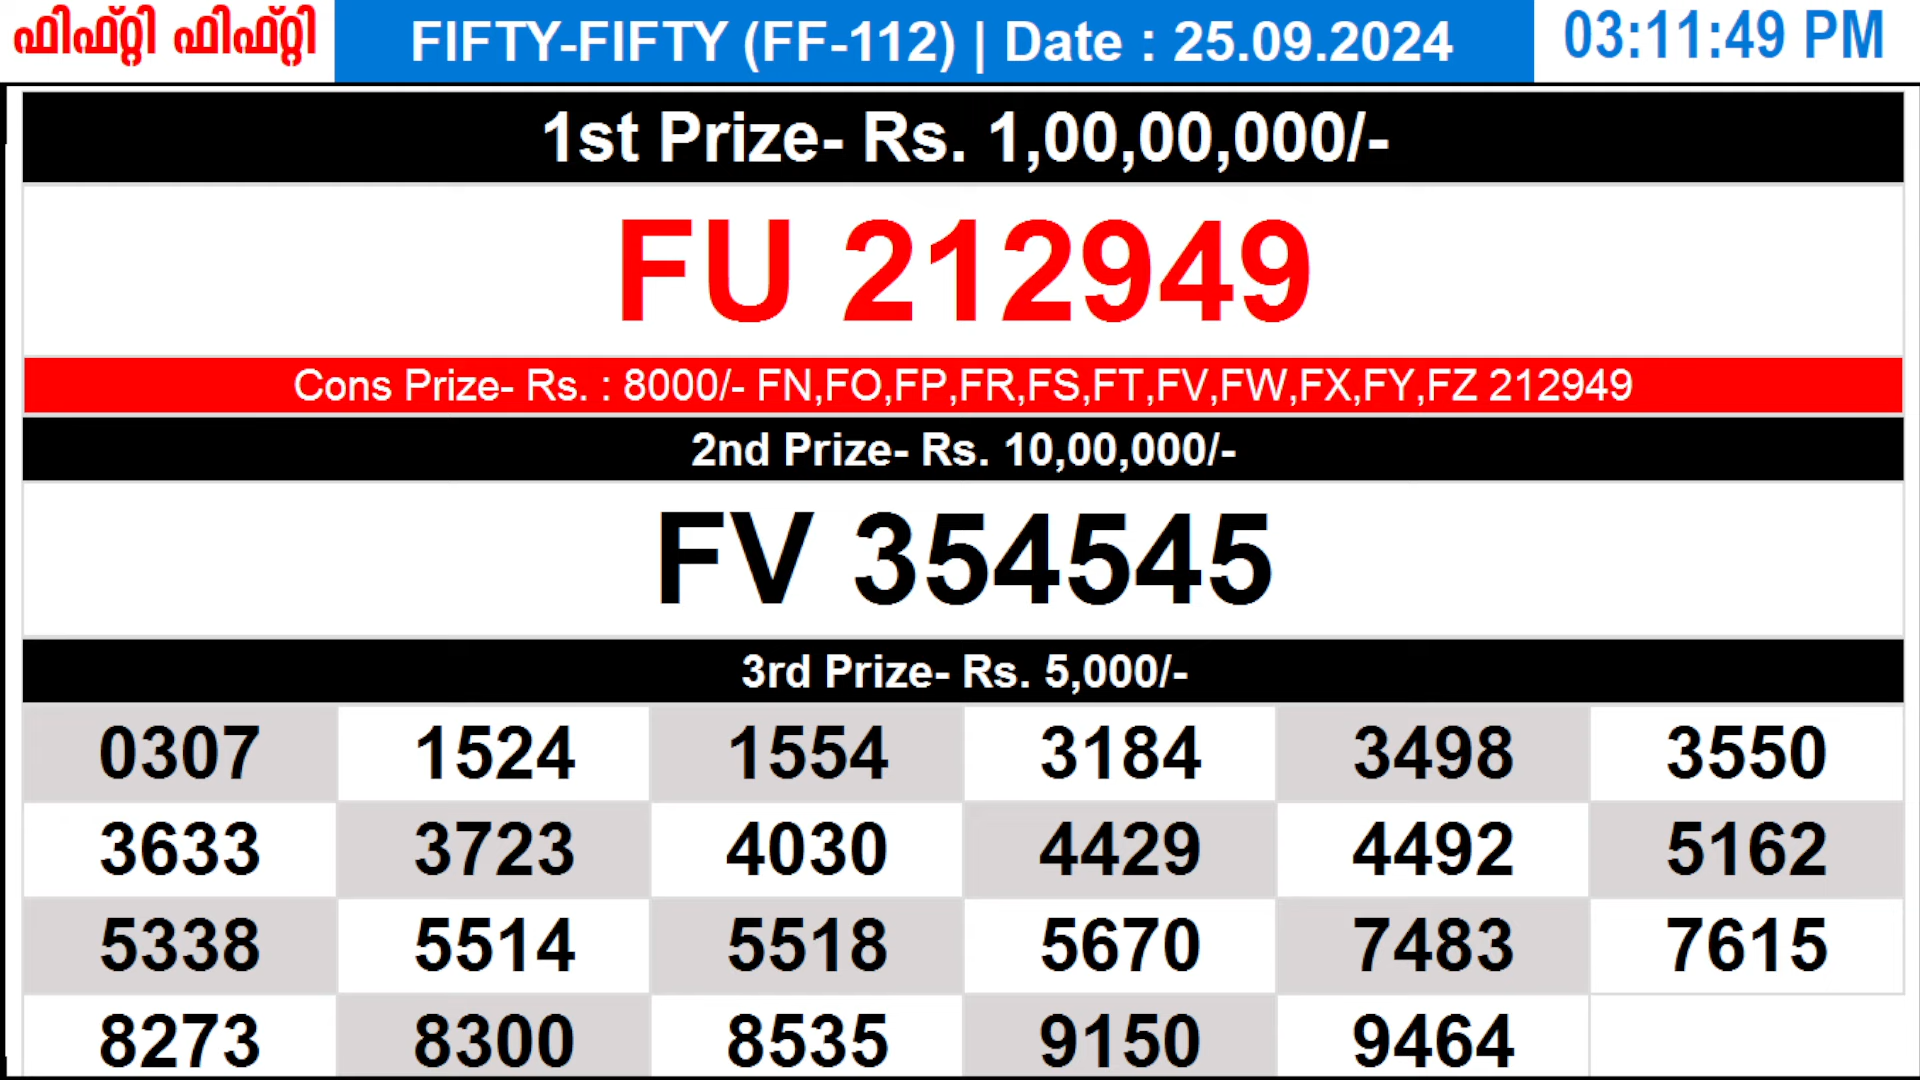 ഫിഫ്റ്റി ഫിഫ്റ്റി FIFTY-FIFTY (FF-112) | Date : 25.09.2024 03:11:49 PM
1st Prize- Rs. 1,00,00,000/-
FU 212949
Cons Prize- Rs. : 8000/- FN,FO,FP,FR,FS,FT,FV,FW,FX,FY,FZ 212949
2nd Prize- Rs. 10,00,000/-
FV 354545
3rd Prize- Rs. 5,000/-
0307 1524 1554 3184 3498 3550
3633 3723 4030 4429 4492 5162
5338 5514 5518 5670 7483 7615
8273 8300 8535 9150 9464